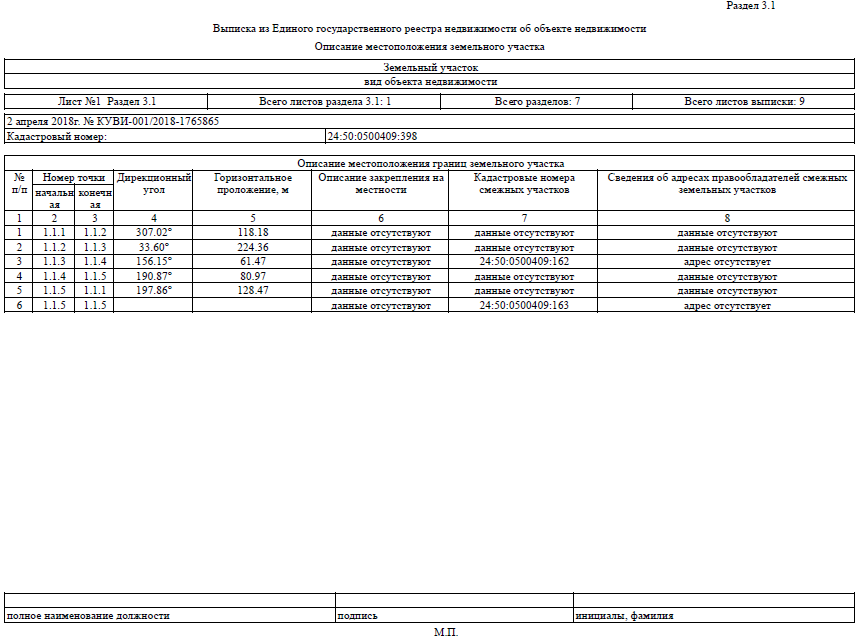 Раздел 3.1
Выписка из Единого государственного реестра недвижимости об объекте недвижимости
Описание местоположения земельного участка
Земельный участок
вид объекта недвижимости
Лист №1 Раздел 3.1 Всего листов раздела 3.1: 1 Всего разделов: 7 Всего листов выписки: 9
2 апреля 2018г. № КУВИ-001/2018-1765865
Кадастровый номер: 24:50:0500409:398
Описание местоположения границ земельного участка
№ Номер точки Дирекционный Горизонтальное Описание закрепления на Кадастровые номера Сведения об адресах правообладателей смежных
п/п начальн конечн угол проложение, м местности смежных участков земельных участков
ая ая
1 2 3 4 5 6 7 8
1 1.1.1 1.1.2 307.02° 118.18 данные отсутствуют данные отсутствуют данные отсутствуют
2 1.1.2 1.1.3 33.60° 224.36 данные отсутствуют данные отсутствуют данные отсутствуют
3 1.1.3 1.1.4 156.15° 61.47 данные отсутствуют 24:50:0500409:162 адрес отсутствует
4 1.1.4 1.1.5 190.87° 80.97 данные отсутствуют данные отсутствуют данные отсутствуют
5 1.1.5 1.1.1 197.86° 128.47 данные отсутствуют данные отсутствуют данные отсутствуют
6 1.1.5 1.1.5 данные отсутствуют 24:50:0500409:163 адрес отсутствует
полное наименование должности подпись инициалы, фамилия
М.П.